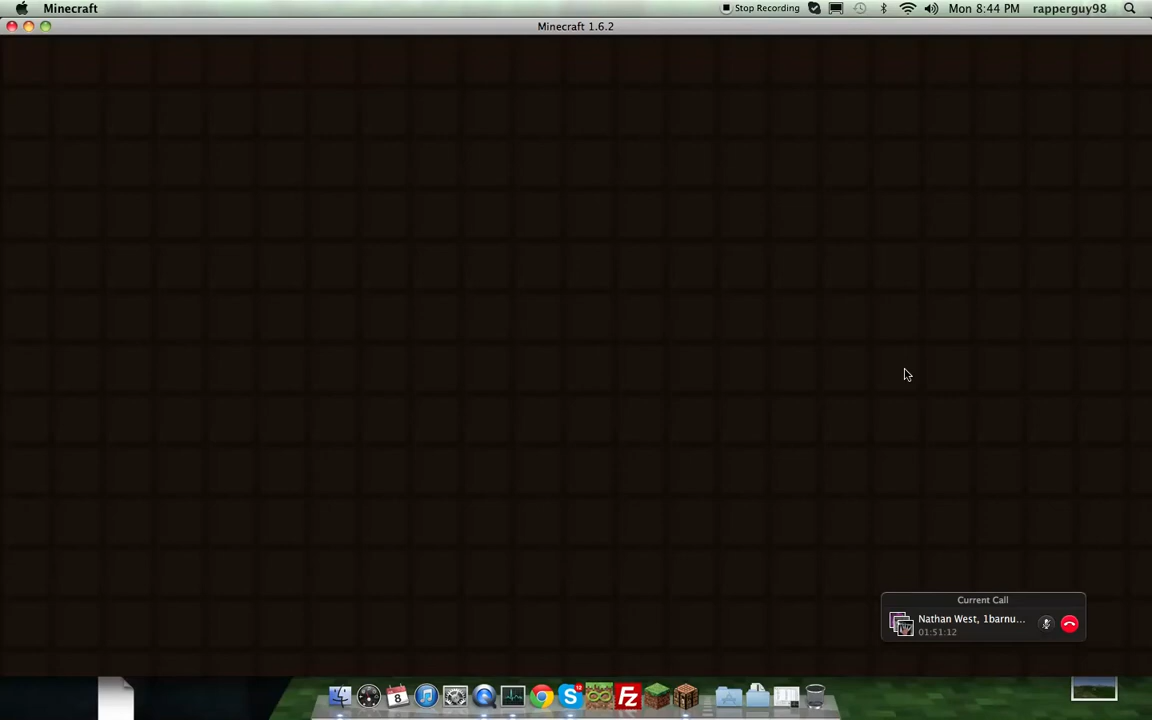 Minecraft Stop Recording Mon 8:44 PM rapperguy98
Minecraft 1.6.2
Current Call
Nathan West, 1barnu...
01:51:12
8